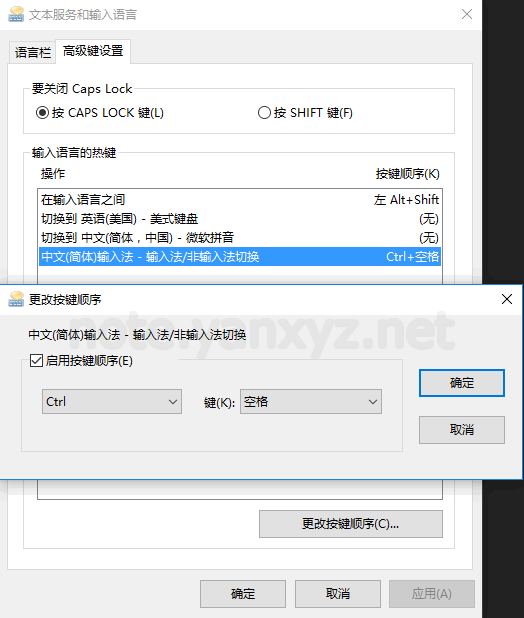 文本服务和输入语言
语言栏 高级键设置
要关闭 Caps Lock
按 CAPS LOCK 键(L) 按 SHIFT 键(F)
输入语言的热键
操作 按键顺序(K)
在输入语言之间 左 Alt+Shift
切换到 英语(美国) - 美式键盘 (无)
切换到 中文(简体，中国) - 微软拼音 (无)
中文(简体)输入法 - 输入法/非输入法切换 Ctrl+空格
更改按键顺序
note.yanxyz.net
中文(简体)输入法 - 输入法/非输入法切换
启用按键顺序(E)
Ctrl 键(K): 空格
确定
取消
更改按键顺序(C)...
确定 取消 应用(A)